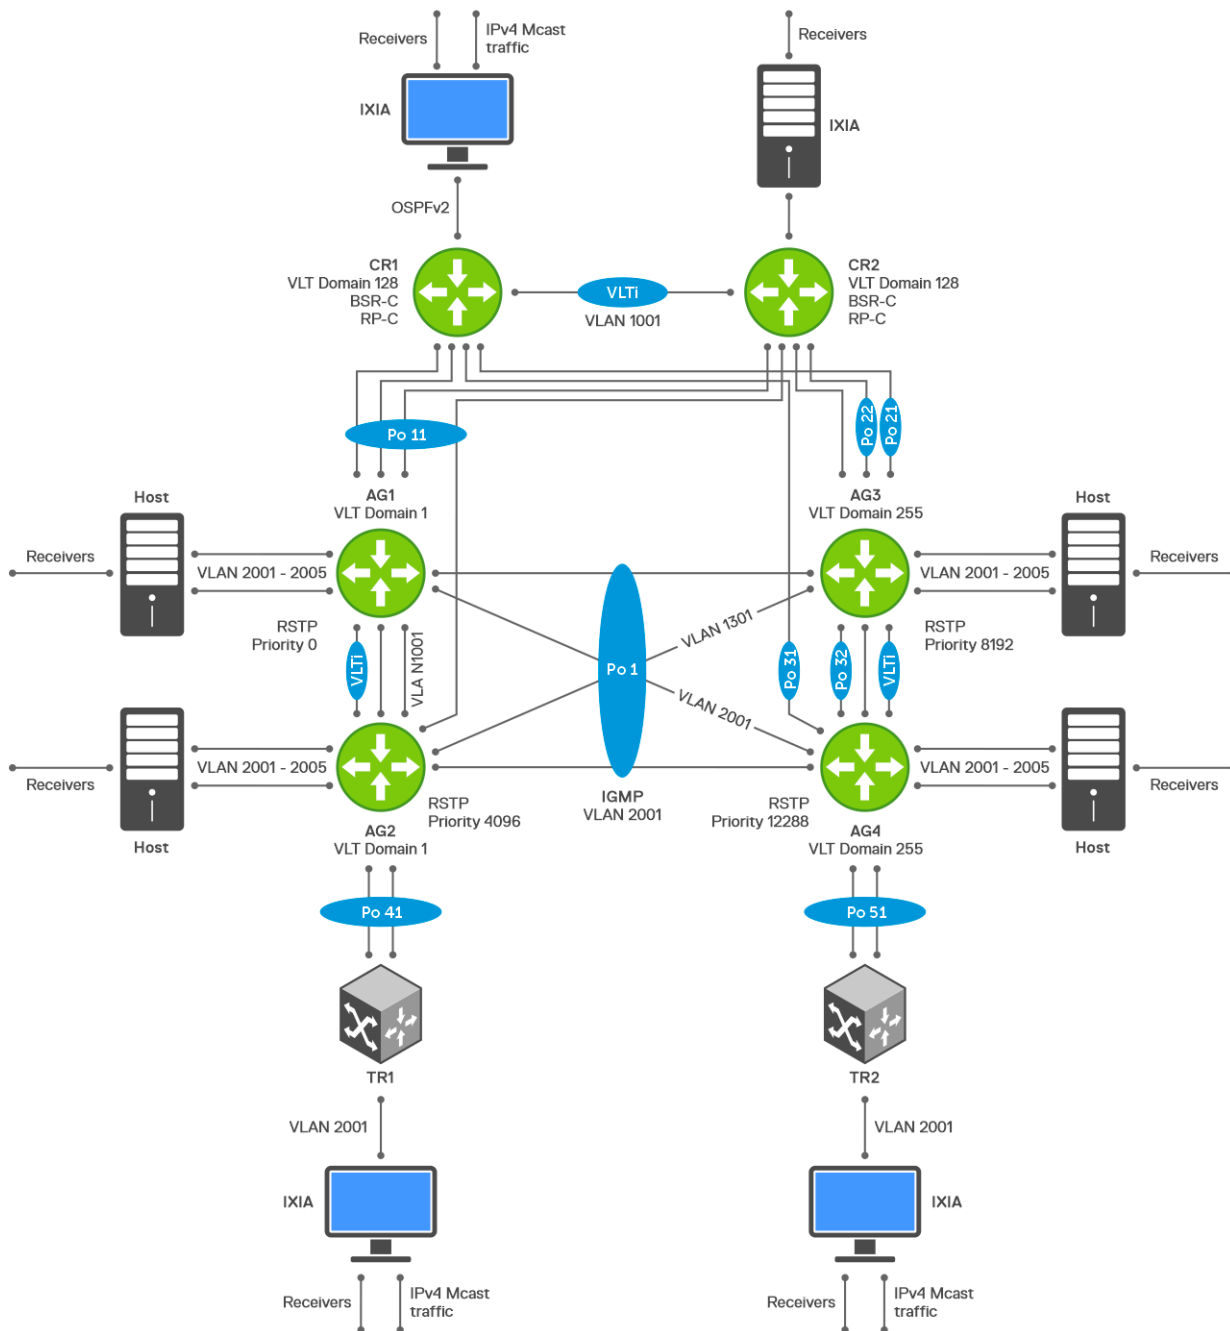 Receivers
IPv4 Mcast
traffic
Receivers
IXIA
IXIA
OSPFv2
CR1
VLT Domain 128
BSR-C
RP-C
VLTi
VLAN 1001
CR2
VLT Domain 128
BSR-C
RP-C
Po 11
Po 22
Po 21
Host
AG1
VLT Domain 1
AG3
VLT Domain 255
Host
Receivers
VLAN 2001 - 2005
VLAN 2001 - 2005
Receivers
RSTP
Priority 0
VLTi
VLA N1001
Po 1
VLAN 1301
VLAN 2001
Po 31
Po 32
VLTi
RSTP
Priority 8192
Receivers
VLAN 2001 - 2005
VLAN 2001 - 2005
Receivers
Host
RSTP
Priority 4096
AG2
VLT Domain 1
IGMP
VLAN 2001
RSTP
Priority 12288
AG4
VLT Domain 255
Host
Po 41
Po 51
TR1
TR2
VLAN 2001
VLAN 2001
IXIA
IXIA
Receivers
IPv4 Mcast
traffic
Receivers
IPv4 Mcast
traffic